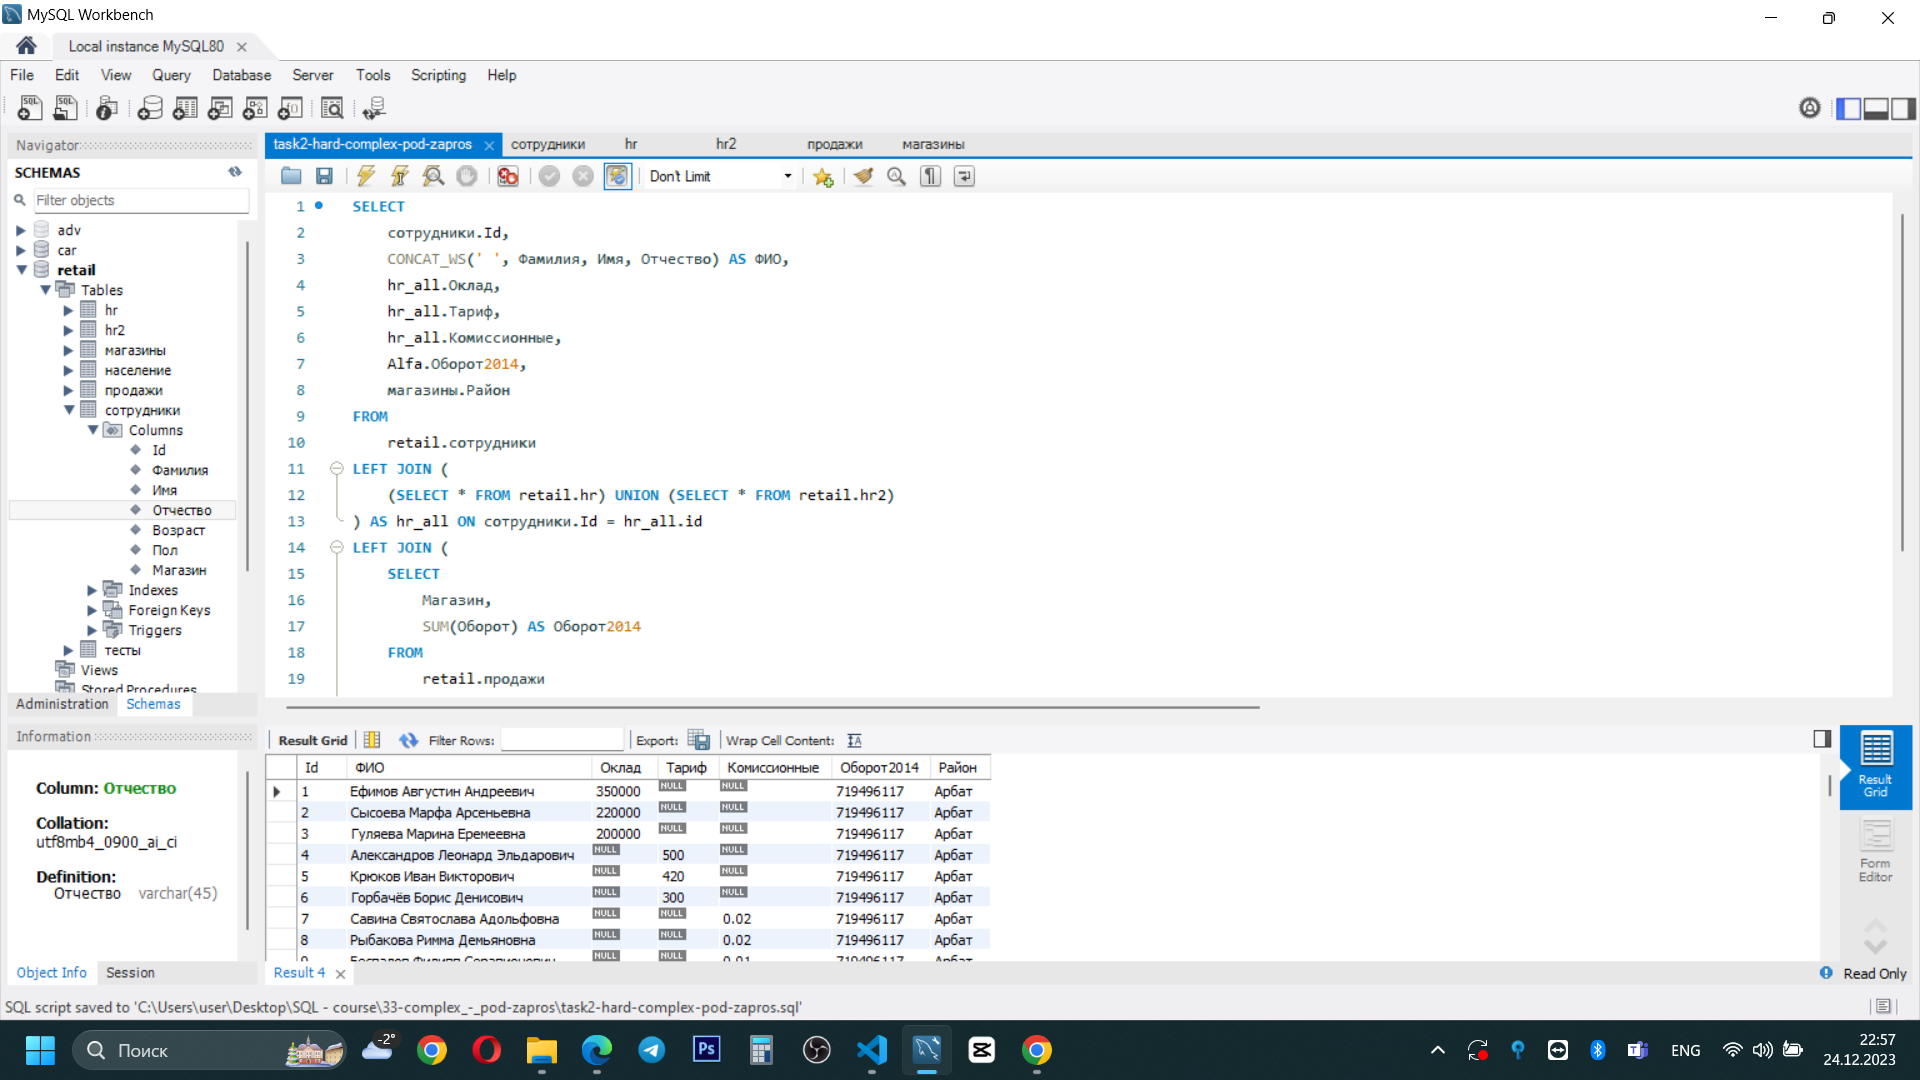 MySQL Workbench
Local instance MySQL80
File Edit View Query Database Server Tools Scripting Help
Navigator
SCHEMAS
Filter objects
adv
car
retail
Tables
hr
hr2
магазины
население
продажи
сотрудники
Columns
Id
Фамилия
Имя
Отчество
Возраст
Пол
Магазин
Indexes
Foreign Keys
Triggers
тесты
Views
Stored Procedures
Administration Schemas
Information
Column: Отчество
Collation:
utf8mb4_0900_ai_ci
Definition:
Отчество varchar(45)
Object Info Session
task2-hard-complex-pod-zapros сотрудники hr hr2 продажи магазины
Don't Limit
1 SELECT
2 сотрудники.Id,
3 CONCAT_WS(' ', Фамилия, Имя, Отчество) AS ФИО,
4 hr_all.Оклад,
5 hr_all.Тариф,
6 hr_all.Комиссионные,
7 Alfa.Оборот2014,
8 магазины.Район
9 FROM
10 retail.сотрудники
11 LEFT JOIN (
12 (SELECT * FROM retail.hr) UNION (SELECT * FROM retail.hr2)
13 ) AS hr_all ON сотрудники.Id = hr_all.id
14 LEFT JOIN (
15 SELECT
16 Магазин,
17 SUM(Оборот) AS Оборот2014
18 FROM
19 retail.продажи
Result Grid Filter Rows: Export: Wrap Cell Content:
Id ФИО Оклад Тариф Комиссионные Оборот2014 Район
1 Ефимов Августин Андреевич 350000 NULL NULL 719496117 Арбат
2 Сысоева Марфа Арсеньевна 220000 NULL NULL 719496117 Арбат
3 Гуляева Марина Еремеевна 200000 NULL NULL 719496117 Арбат
4 Александров Леонард Эльдарович NULL 500 NULL 719496117 Арбат
5 Крюков Иван Викторович NULL 420 NULL 719496117 Арбат
6 Горбачёв Борис Денисович NULL 300 NULL 719496117 Арбат
7 Савина Святослава Адольфовна NULL NULL 0.02 719496117 Арбат
8 Рыбакова Римма Демьяновна NULL NULL 0.02 719496117 Арбат
NULL NULL 0.01 719496117 Арбат
Result
Grid
Form
Editor
Result 4
Read Only
SQL script saved to 'C:\Users\user\Desktop\SQL - course\33-complex_-_pod-zapros\task2-hard-complex-pod-zapros.sql'
Поиск
-2°
Ps
ENG
22:57
24.12.2023